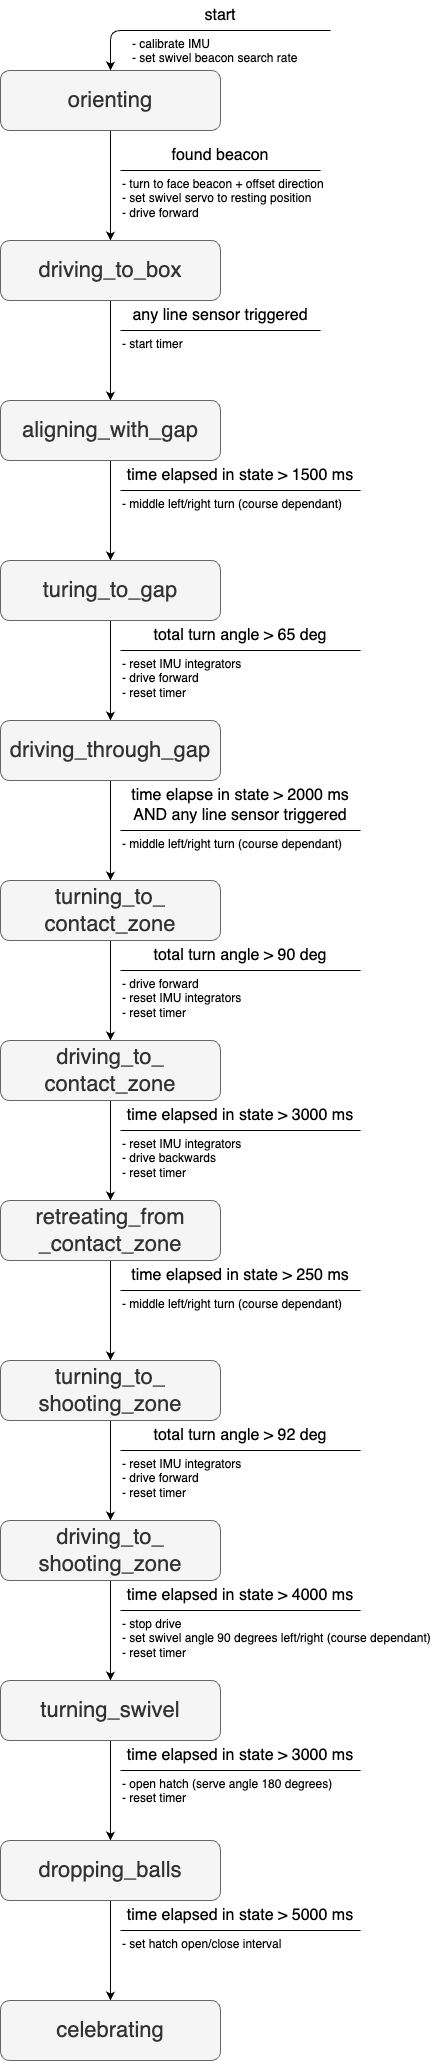 start
- calibrate IMU
- set swivel beacon search rate
orienting
found beacon
- turn to face beacon + offset direction
- set swivel servo to resting position
- drive forward
driving_to_box
any line sensor triggered
- start timer
aligning_with_gap
time elapsed in state > 1500 ms
- middle left/right turn (course dependant)
turing_to_gap
total turn angle > 65 deg
- reset IMU integrators
- drive forward
- reset timer
driving_through_gap
time elapse in state > 2000 ms
AND any line sensor triggered
- middle left/right turn (course dependant)
turning_to_
contact_zone
total turn angle > 90 deg
- drive forward
- reset IMU integrators
- reset timer
driving_to_
contact_zone
time elapsed in state > 3000 ms
- reset IMU integrators
- drive backwards
- reset timer
retreating_from
_contact_zone
time elapsed in state > 250 ms
- middle left/right turn (course dependant)
turning_to_
shooting_zone
total turn angle > 92 deg
- reset IMU integrators
- drive forward
- reset timer
driving_to_
shooting_zone
time elapsed in state > 4000 ms
- stop drive
- set swivel angle 90 degrees left/right (course dependant)
- reset timer
turning_swivel
time elapsed in state > 3000 ms
- open hatch (serve angle 180 degrees)
- reset timer
dropping_balls
time elapsed in state > 5000 ms
- set hatch open/close interval
celebrating